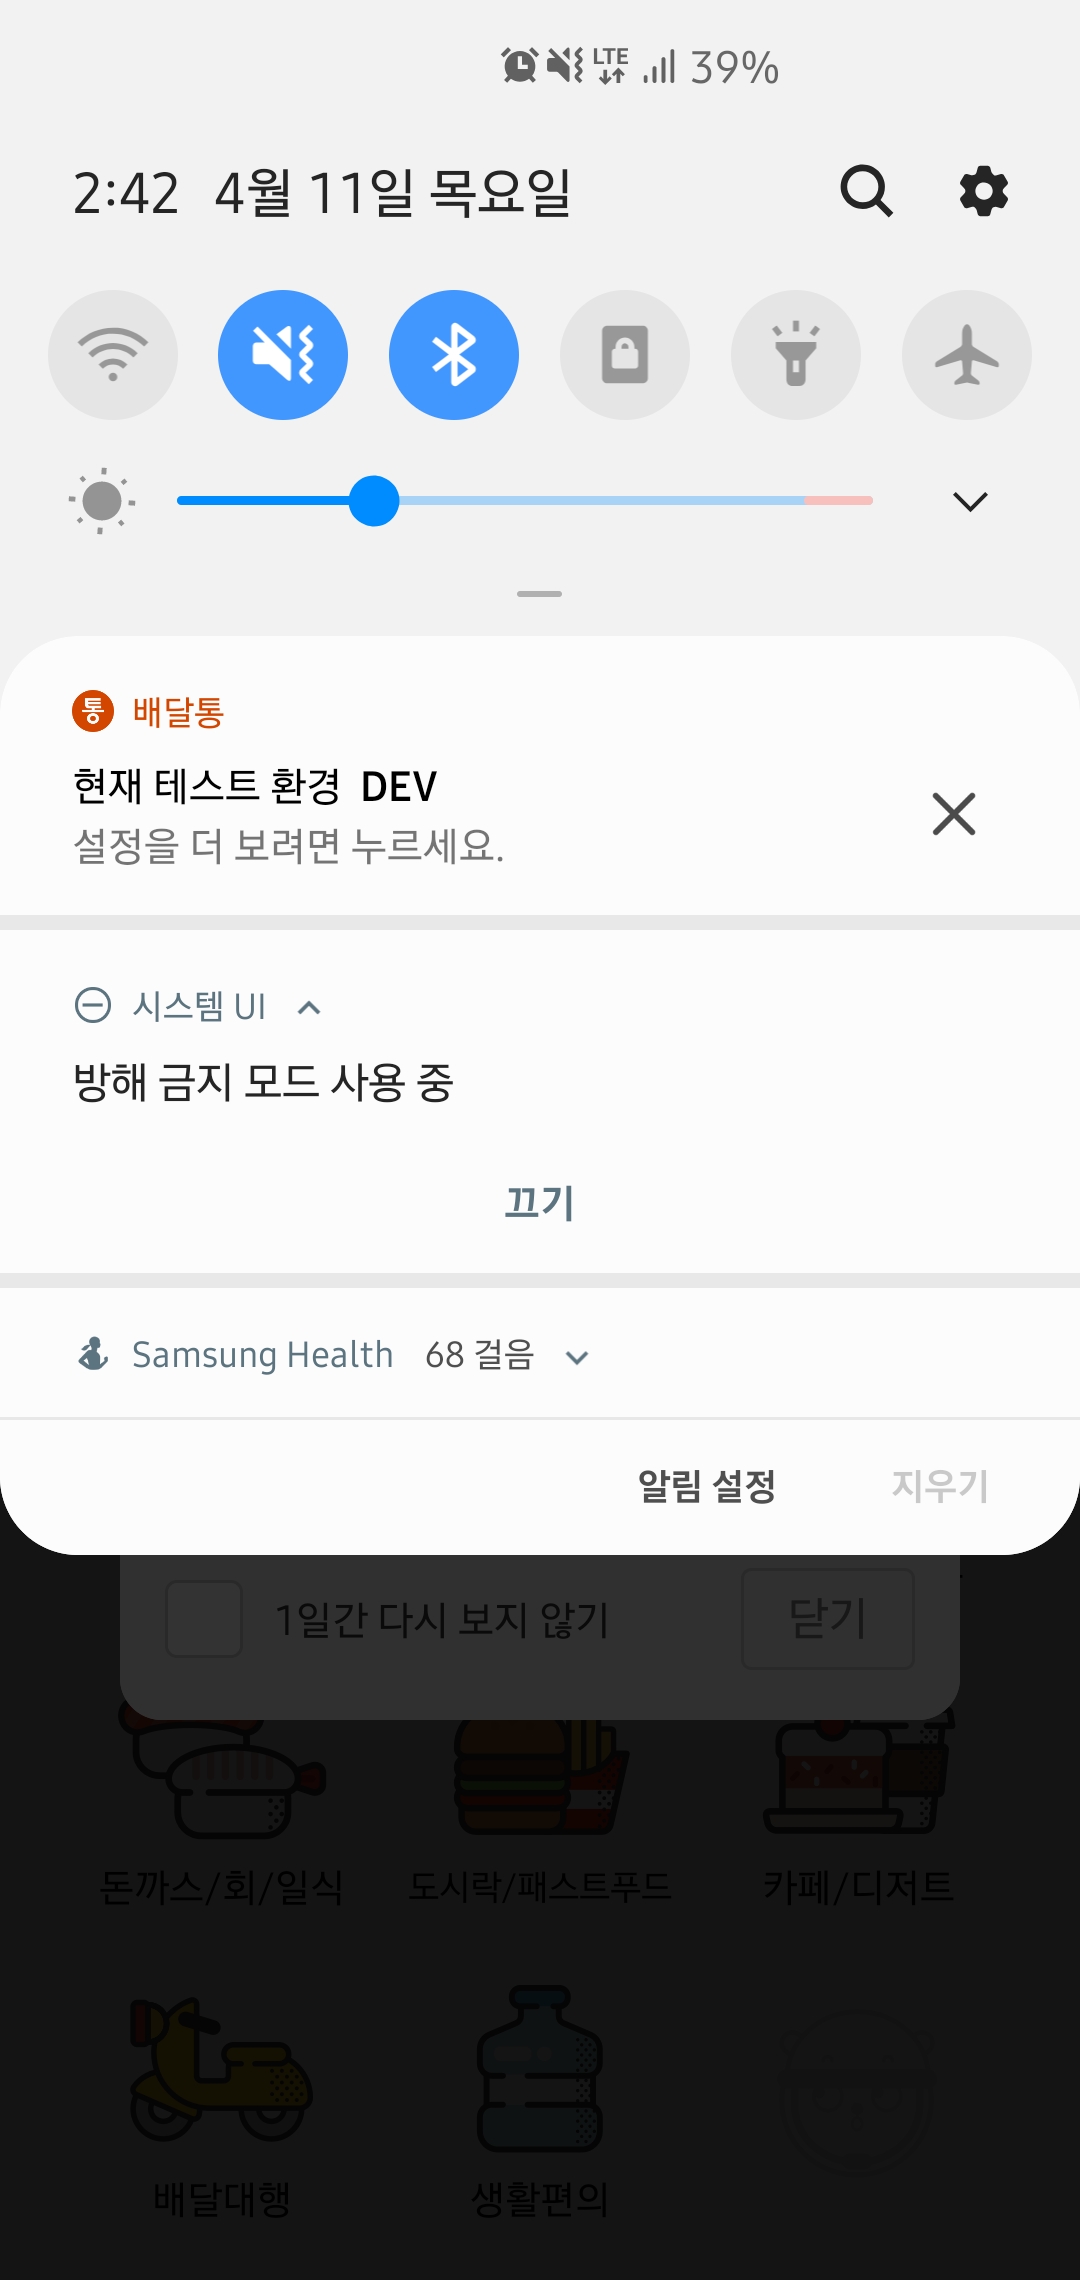 LTE 39%
2:42 4월 11일 목요일
통 배달통
현재 테스트 환경 DEV
설정을 더 보려면 누르세요.
시스템 UI
방해 금지 모드 사용 중
끄기
Samsung Health 68 걸음
알림 설정 지우기
1일간 다시 보지 않기 닫기
돈까스/회/일식 도시락/패스트푸드 카페/디저트
배달대행 생활편의